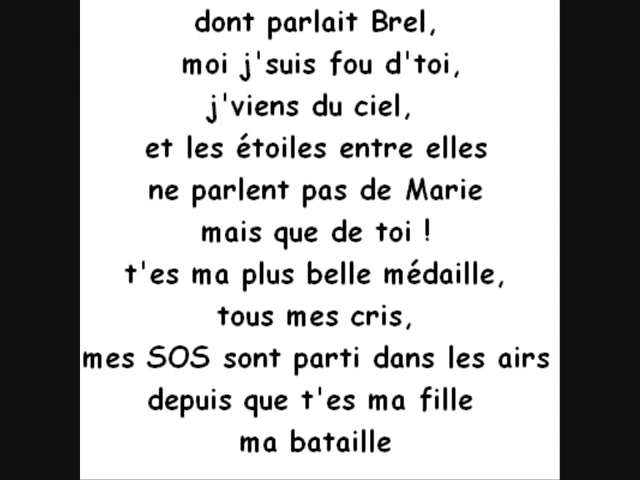 dont parlait Brel,
moi j'suis fou d'toi,
j'viens du ciel,
et les étoiles entre elles
ne parlent pas de Marie
mais que de toi !
t'es ma plus belle médaille,
tous mes cris,
mes SOS sont parti dans les airs
depuis que t'es ma fille
ma bataille